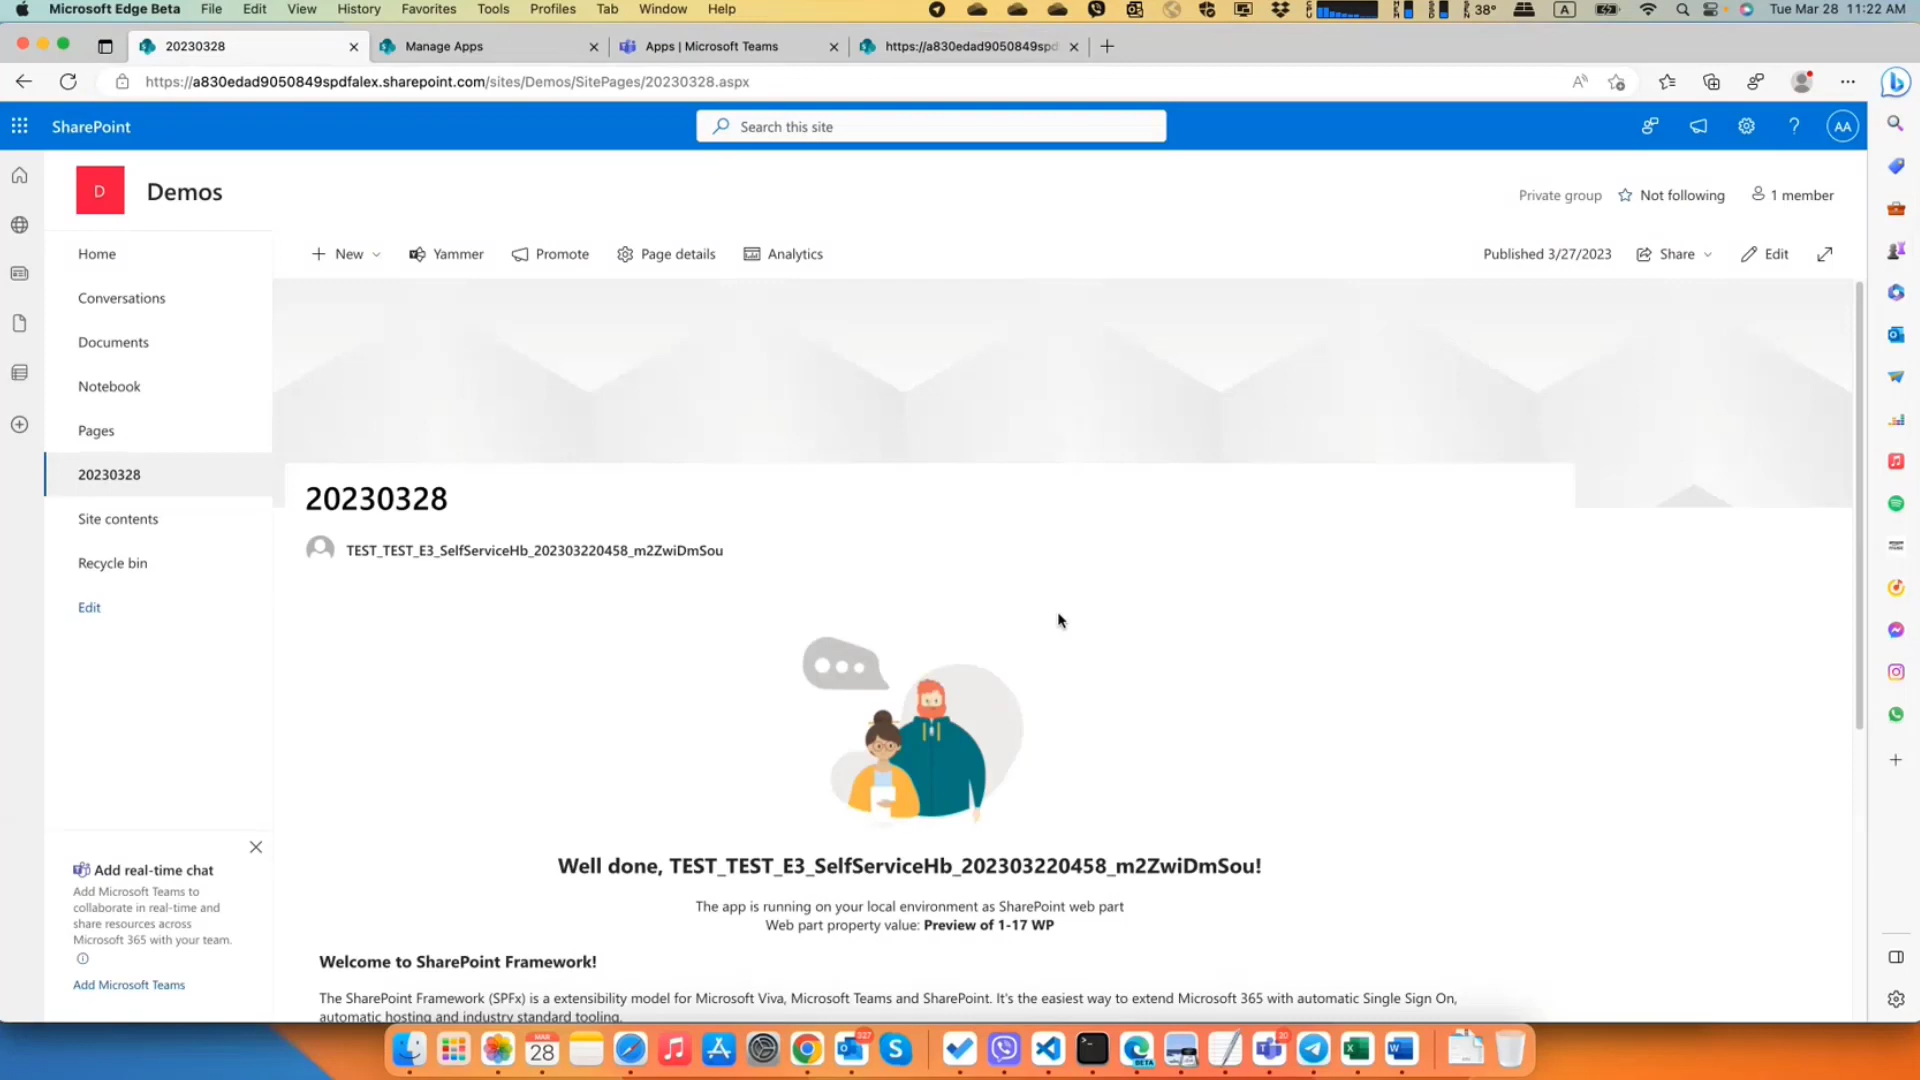 Microsoft Edge Beta File Edit View History Favorites Tools Profiles Tab Window Help
38° A Tue Mar 28 11:22 AM
20230328 Manage Apps Apps | Microsoft Teams https://a830edad9050849spd
https://a830edad9050849spdfalex.sharepoint.com/sites/Demos/SitePages/20230328.aspx
SharePoint Search this site AA
D Demos Private group Not following 1 member
New Yammer Promote Page details Analytics Published 3/27/2023 Share Edit
Home
Conversations
Documents
Notebook
Pages
20230328
Site contents
Recycle bin
Edit
20230328
TEST_TEST_E3_SelfServiceHb_202303220458_m2ZwiDmSou
Well done, TEST_TEST_E3_SelfServiceHb_202303220458_m2ZwiDmSou!
The app is running on your local environment as SharePoint web part
Web part property value: Preview of 1-17 WP
Welcome to SharePoint Framework!
The SharePoint Framework (SPFx) is a extensibility model for Microsoft Viva, Microsoft Teams and SharePoint. It's the easiest way to extend Microsoft 365 with automatic Single Sign On,
automatic hosting and industry standard tooling.
Add real-time chat
Add Microsoft Teams to
collaborate in real-time and
share resources across
Microsoft 365 with your team.
Add Microsoft Teams
MAR
28
BETA